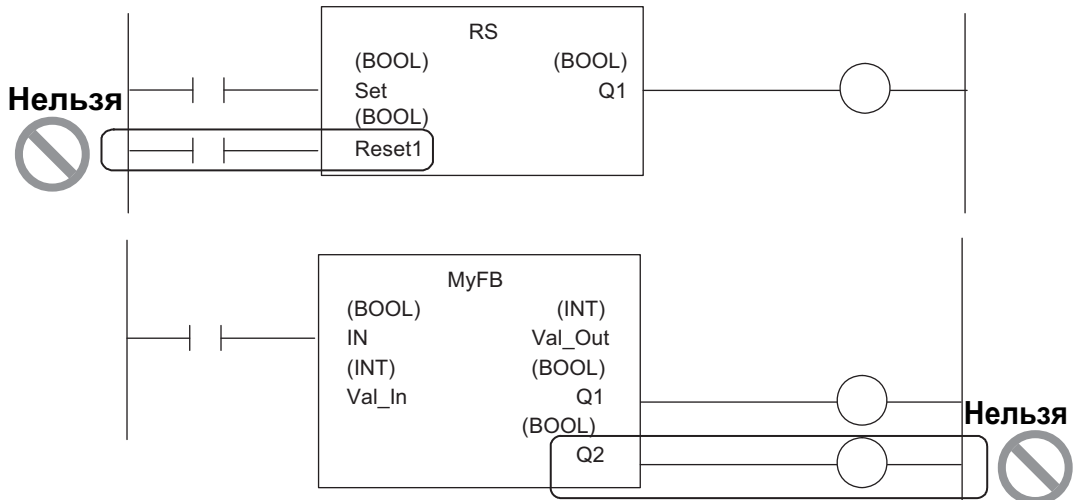 RS
(BOOL) (BOOL)
Set Q1
(BOOL)
Reset1
Нельзя
MyFB
(BOOL) (INT)
IN Val_Out
(INT) (BOOL)
Val_In Q1
(BOOL)
Q2
Нельзя